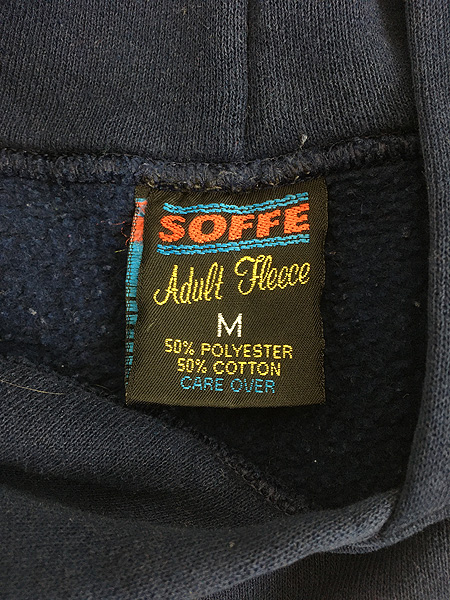 SOFFE
Adult Fleece
M
50% POLYESTER
50% COTTON
CARE OVER